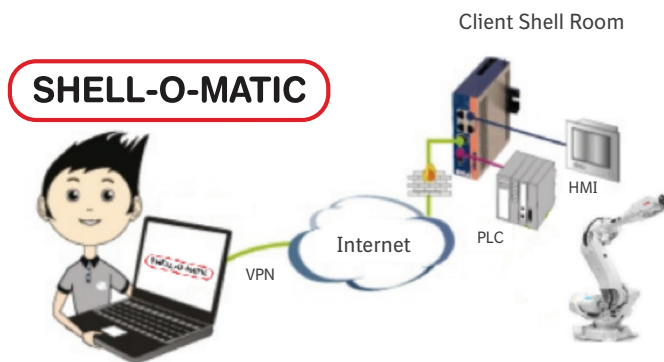 Client Shell Room
SHELL-O-MATIC
HMI
PLC
Internet
VPN
SHELL-O-MATIC